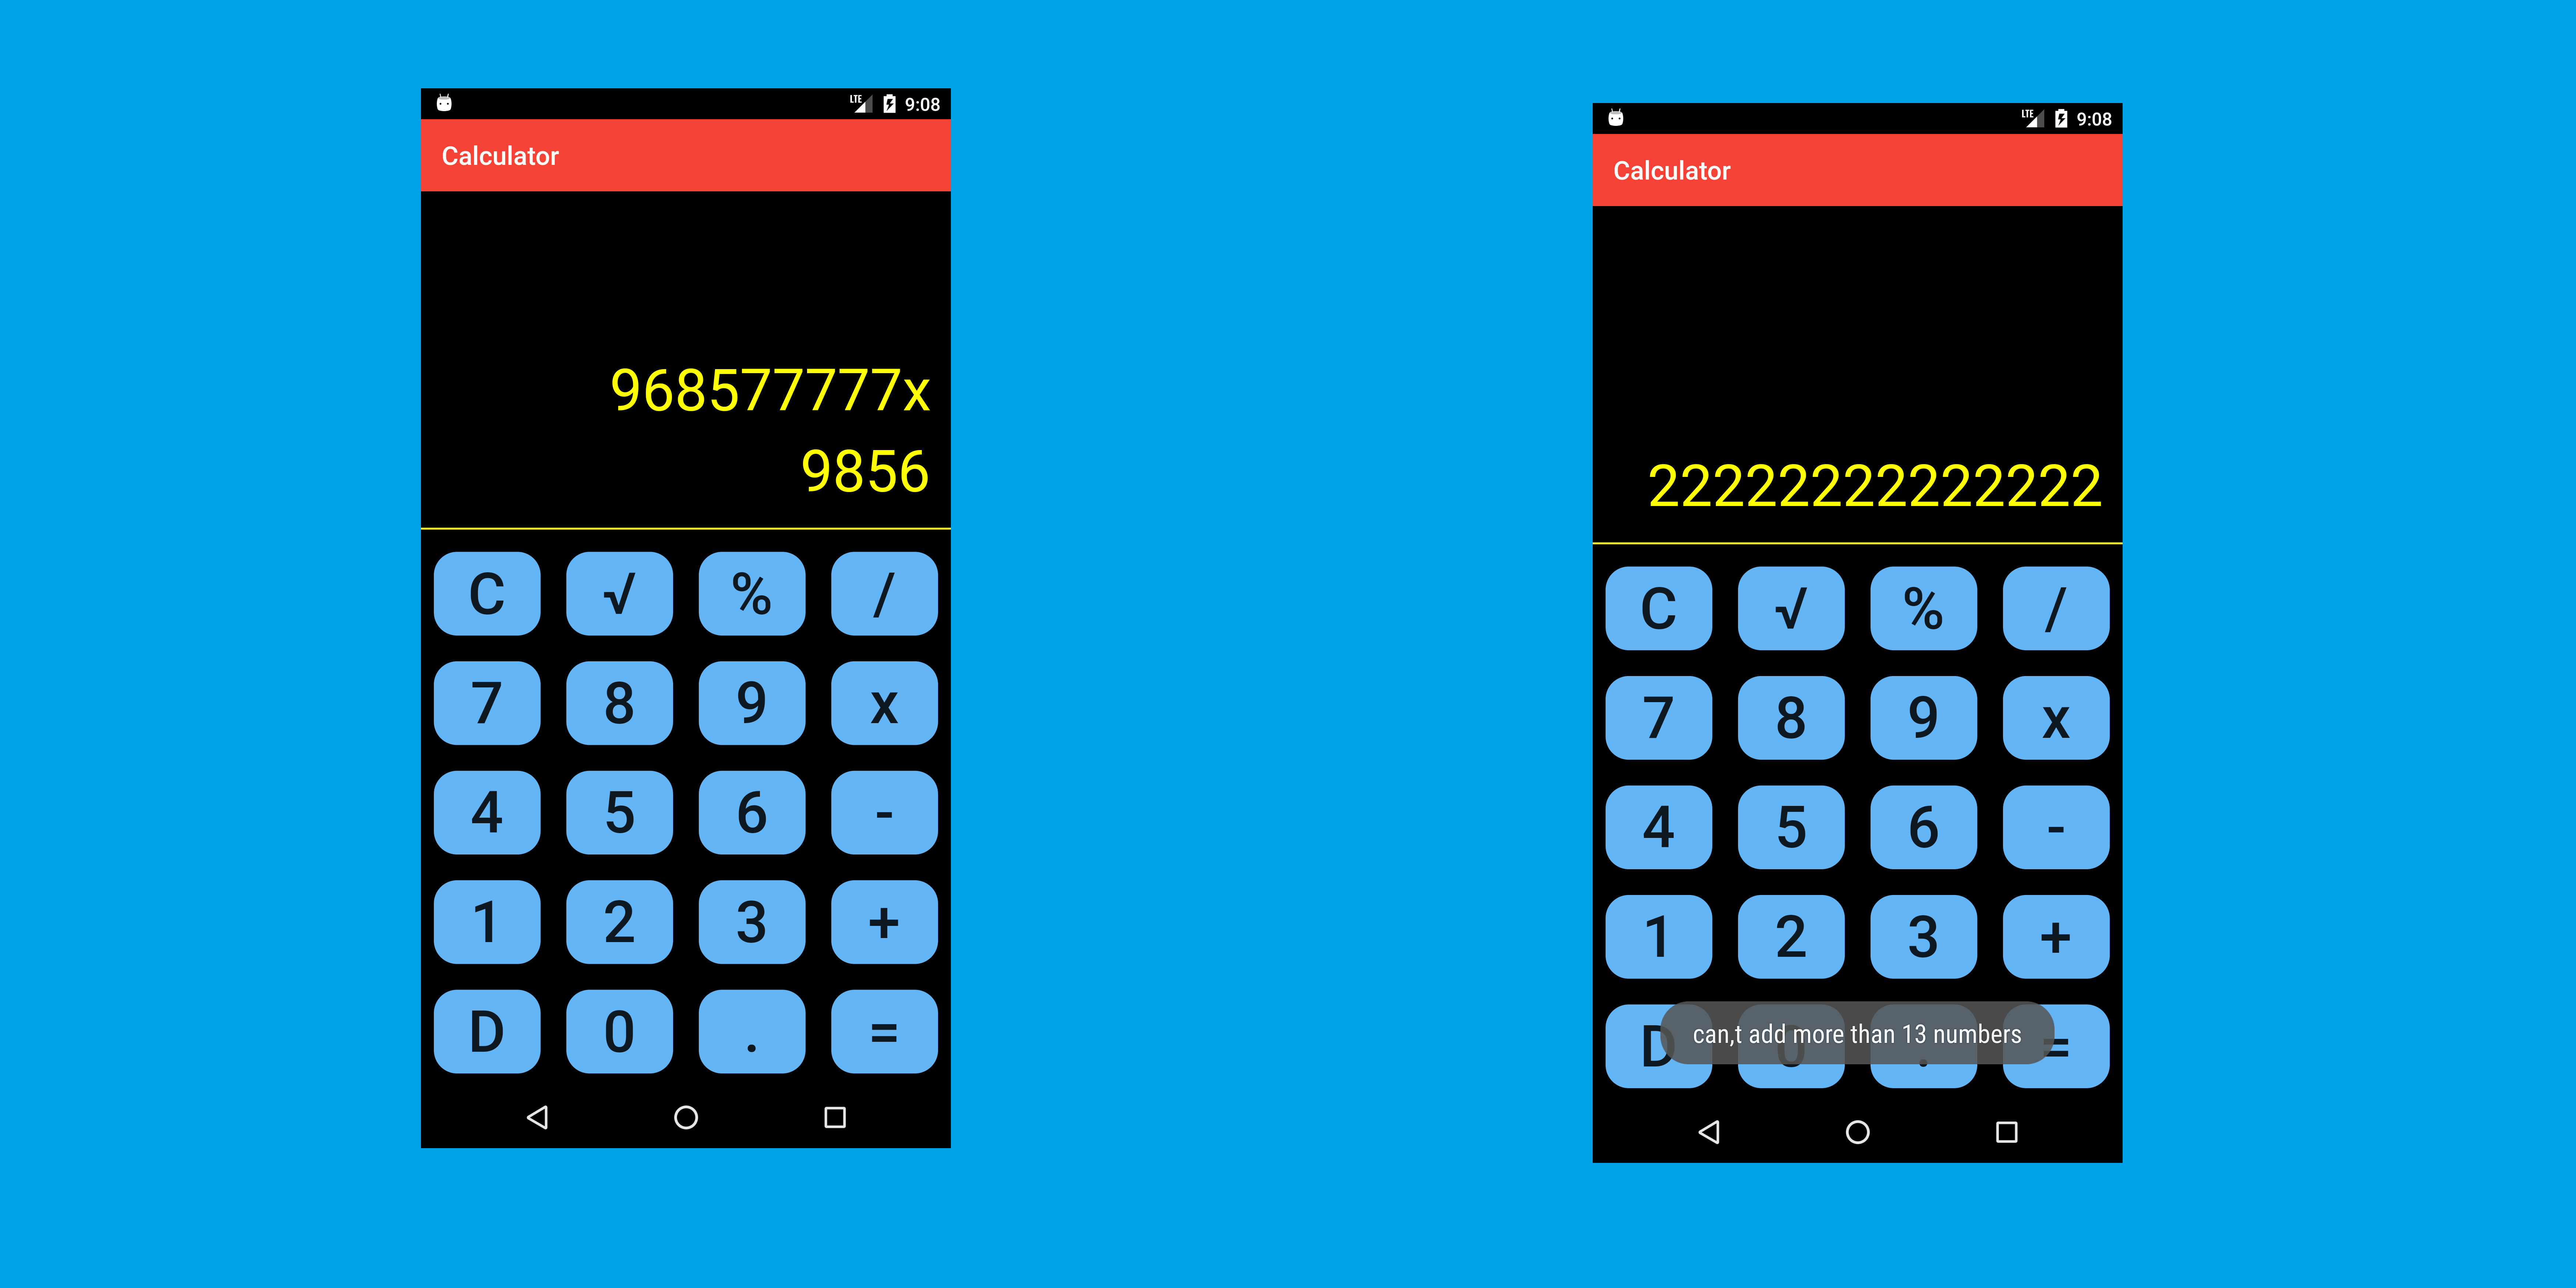 LTE 9:08
Calculator
968577777x
9856
C √ % /
7 8 9 x
4 5 6 -
1 2 3 +
D 0 . =
LTE 9:08
Calculator
22222222222222
C √ % /
7 8 9 x
4 5 6 -
1 2 3 +
D 0 . =
can,t add more than 13 numbers